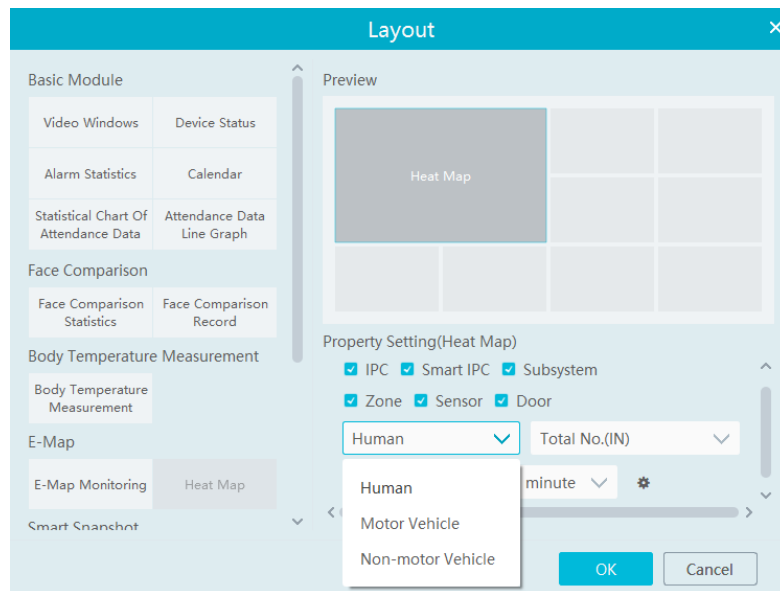 Layout
Basic Module
Video Windows
Device Status
Alarm Statistics
Calendar
Statistical Chart Of
Attendance Data
Attendance Data
Line Graph
Face Comparison
Face Comparison
Statistics
Face Comparison
Record
Body Temperature Measurement
Body Temperature
Measurement
E-Map
E-Map Monitoring
Heat Map
Smart Snapshot
Preview
Heat Map
Property Setting(Heat Map)
IPC Smart IPC Subsystem
Zone Sensor Door
Human
Total No.(IN)
minute
Human
Motor Vehicle
Non-motor Vehicle
OK
Cancel